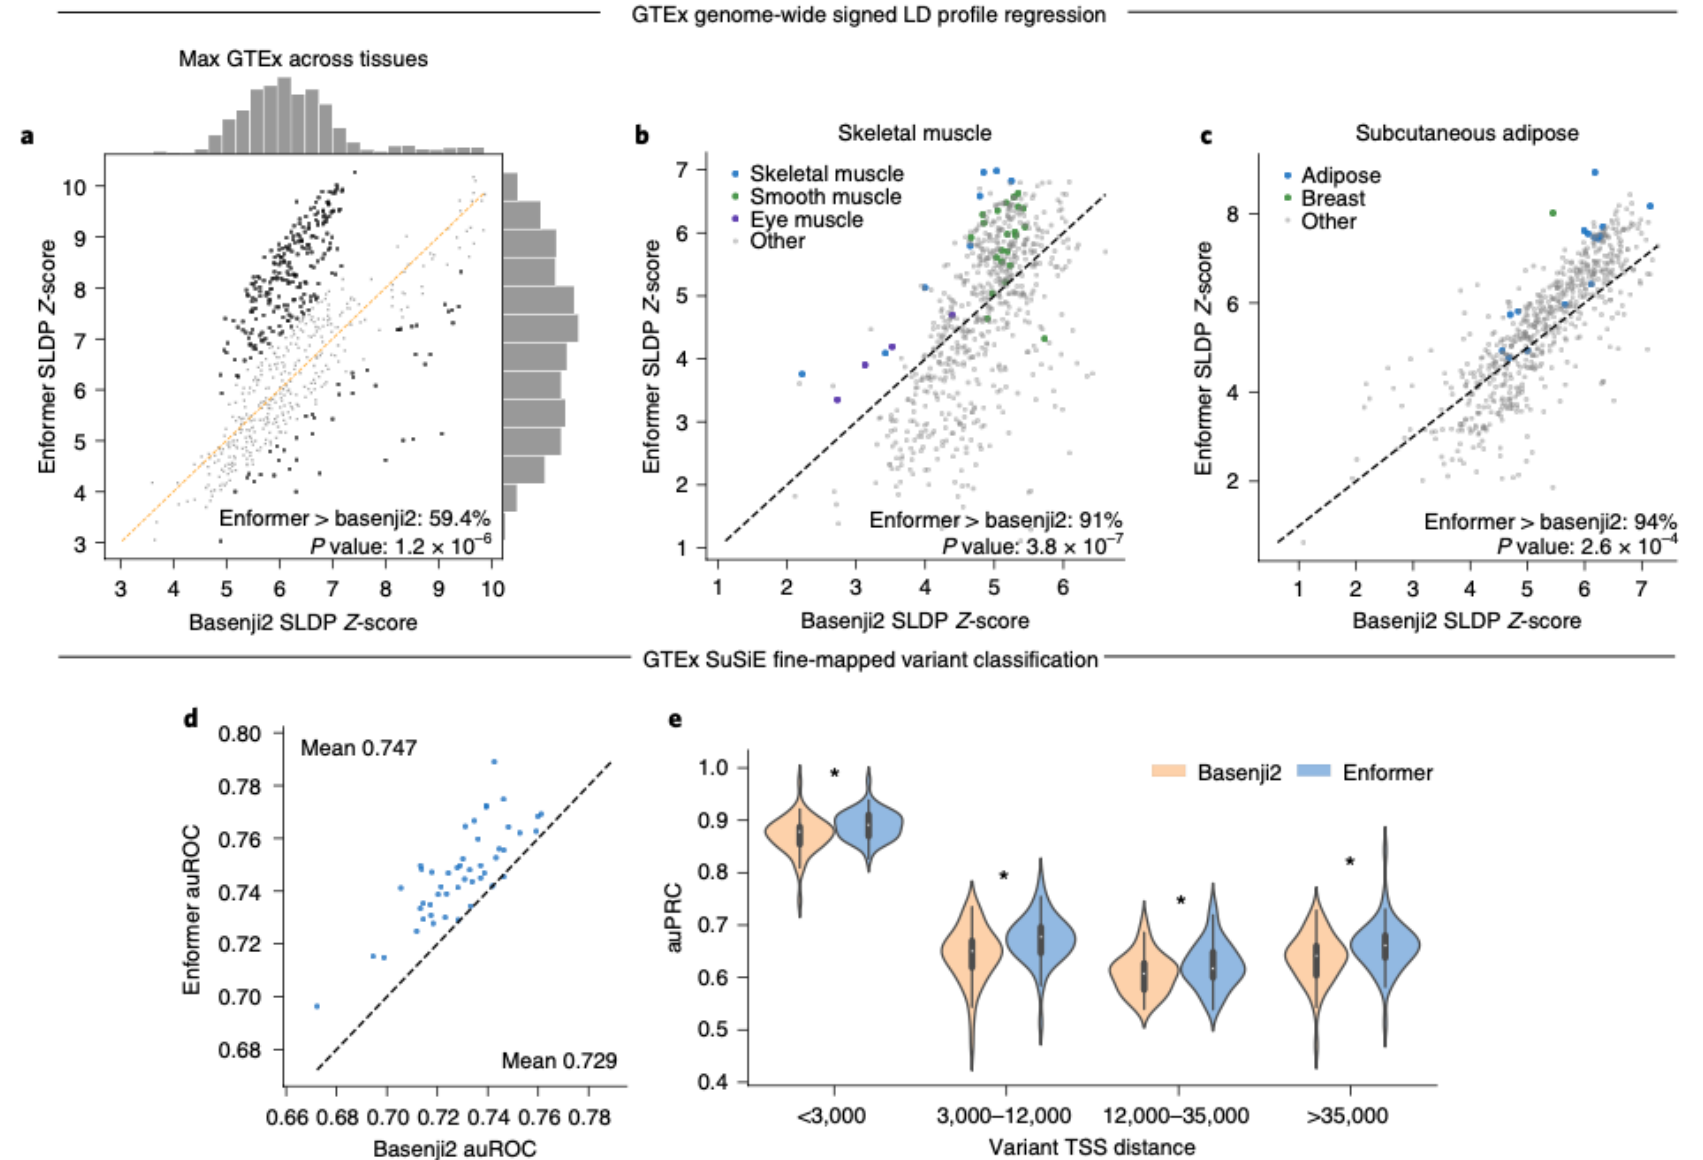 GTEx genome-wide signed LD profile regression
Max GTEx across tissues
a
10
9
8
7
6
5
4
3
Enformer SLDP Z-score
Enformer > basenji2: 59.4%
P value: 1.2 × 10⁻⁶
3 4 5 6 7 8 9 10
Basenji2 SLDP Z-score
b
Skeletal muscle
7
6
5
4
3
2
1
Enformer SLDP Z-score
Skeletal muscle
Smooth muscle
Eye muscle
Other
Enformer > basenji2: 91%
P value: 3.8 × 10⁻⁷
1 2 3 4 5 6
Basenji2 SLDP Z-score
c
Subcutaneous adipose
8
6
4
2
Enformer SLDP Z-score
Adipose
Breast
Other
Enformer > basenji2: 94%
P value: 2.6 × 10⁻⁴
1 2 3 4 5 6 7
Basenji2 SLDP Z-score
GTEx SuSiE fine-mapped variant classification
d
0.80
0.78
0.76
0.74
0.72
0.70
0.68
Enformer auROC
Mean 0.747
Mean 0.729
0.66 0.68 0.70 0.72 0.74 0.76 0.78
Basenji2 auROC
e
1.0
0.9
0.8
0.7
0.6
0.5
0.4
auPRC
Basenji2 Enformer
*
*
*
*
<3,000 3,000–12,000 12,000–35,000 >35,000
Variant TSS distance